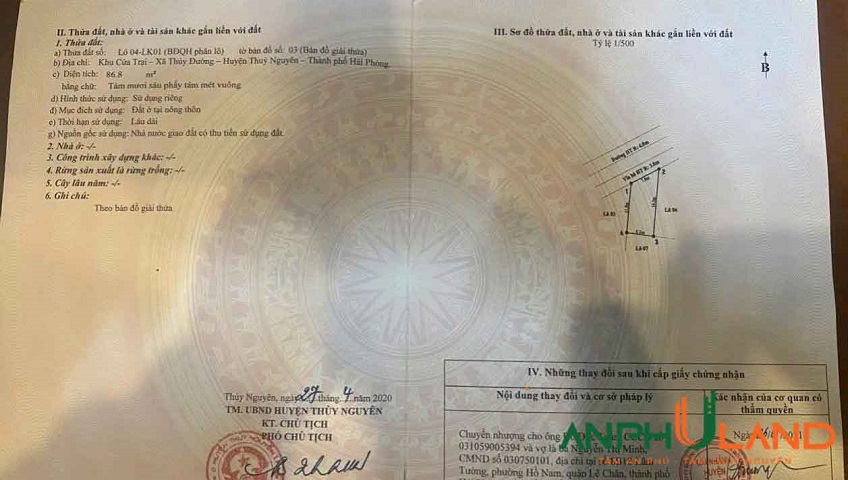 II. Thửa đất, nhà ở và tài sản khác gắn liền với đất
1. Thửa đất:
a) Thửa đất số: Lô 04-LK01 (BĐQH phân lô) tờ bản đồ số: 03 (Bản đồ giải thửa)
b) Địa chỉ: Khu Cửa Trại – Xã Thủy Đường – Huyện Thuỷ Nguyên – Thành phố Hải Phòng
c) Diện tích: 86.8 m²
bằng chữ: Tám mươi sáu phẩy tám mét vuông
d) Hình thức sử dụng: Sử dụng riêng
đ) Mục đích sử dụng: Đất ở tại nông thôn
e) Thời hạn sử dụng: Lâu dài
g) Nguồn gốc sử dụng: Nhà nước giao đất có thu tiền sử dụng đất.
2. Nhà ở: -/-
3. Công trình xây dựng khác: -/-
4. Rừng sản xuất là rừng trồng: -/-
5. Cây lâu năm: -/-
6. Ghi chú:
Theo bản đồ giải thửa.
Thủy Nguyên, ngày 27 tháng 4 năm 2020
TM. UBND HUYỆN THỦY NGUYÊN
KT. CHỦ TỊCH
PHÓ CHỦ TỊCH
III. Sơ đồ thửa đất, nhà ở và tài sản khác gắn liền với đất
Tỷ lệ 1/500
B
1
2
3
4
IV. Những thay đổi sau khi cấp giấy chứng nhận
Nội dung thay đổi và cơ sở pháp lý
Xác nhận của cơ quan có
thẩm quyền
Chuyển nhượng cho ông
031059005394 và vợ là bà Nguyễn Thị Minh,
CMND số 030750101, địa chỉ tại
Tường, phường Hồ Nam, quận Lê Chân, thành phố
Ngày
ANPHULAND